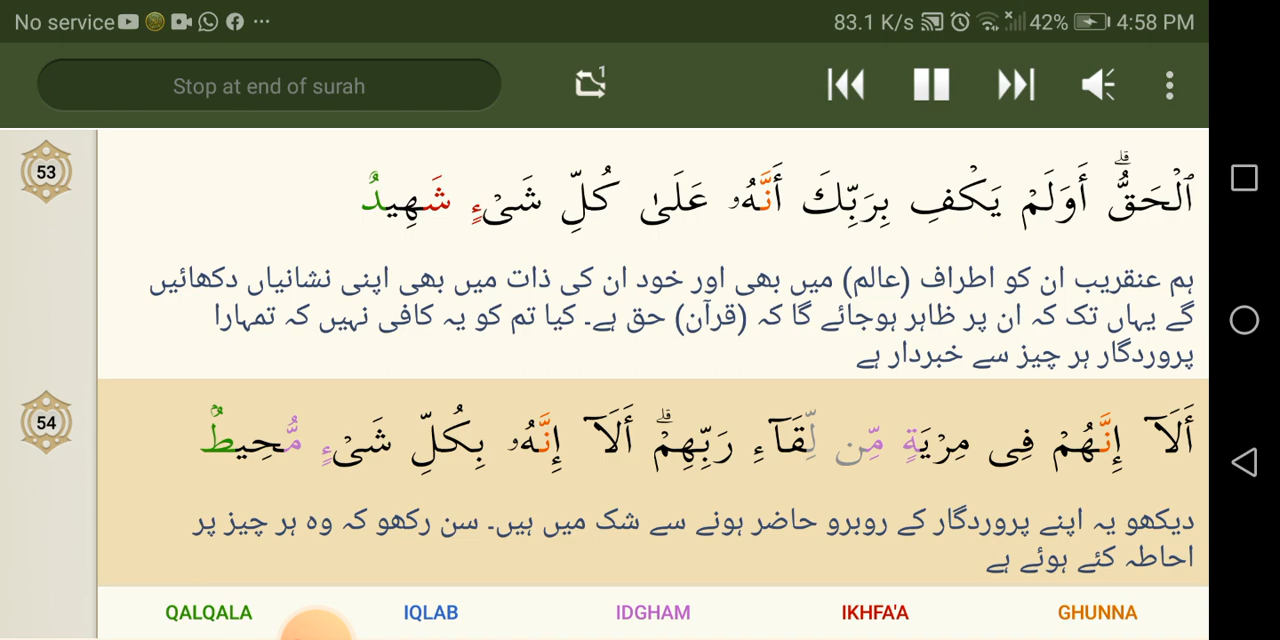 No service ... 83.1 K/s 42% 4:58 PM
Stop at end of surah 1
53
ٱلْحَقُّ ۗ أَوَلَمْ يَكْفِ بِرَبِّكَ أَنَّهُۥ عَلَىٰ كُلِّ شَىْءٍ شَهِيدٌ
ہم عنقریب ان کو اطراف (عالم) میں بھی اور خود ان کی ذات میں بھی اپنی نشانیاں دکھائیں
گے یہاں تک کہ ان پر ظاہر ہوجائے گا کہ (قرآن) حق ہے۔ کیا تم کو یہ کافی نہیں کہ تمہارا
پروردگار ہر چیز سے خبردار ہے
54
أَلَآ إِنَّهُمْ فِى مِرْيَةٍ مِّن لِّقَآءِ رَبِّهِمْ ۗ أَلَآ إِنَّهُۥ بِكُلِّ شَىْءٍ مُّحِيطٌۢ
دیکھو یہ اپنے پروردگار کے روبرو حاضر ہونے سے شک میں ہیں۔ سن رکھو کہ وہ ہر چیز پر
احاطہ کئے ہوئے ہے
QALQALA IQLAB IDGHAM IKHFA'A GHUNNA